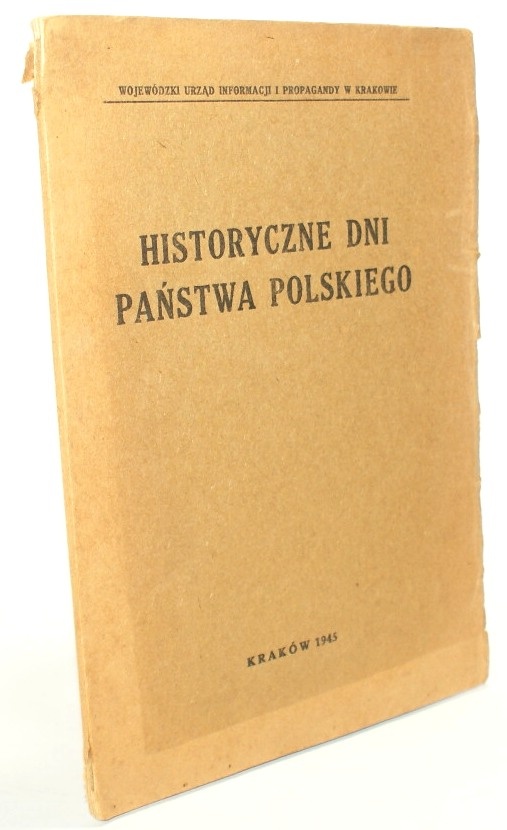 WOJEWÓDZKI URZĄD INFORMACJI I PROPAGANDY W KRAKOWIE
HISTORYCZNE DNI
PAŃSTWA POLSKIEGO
KRAKÓW 1945